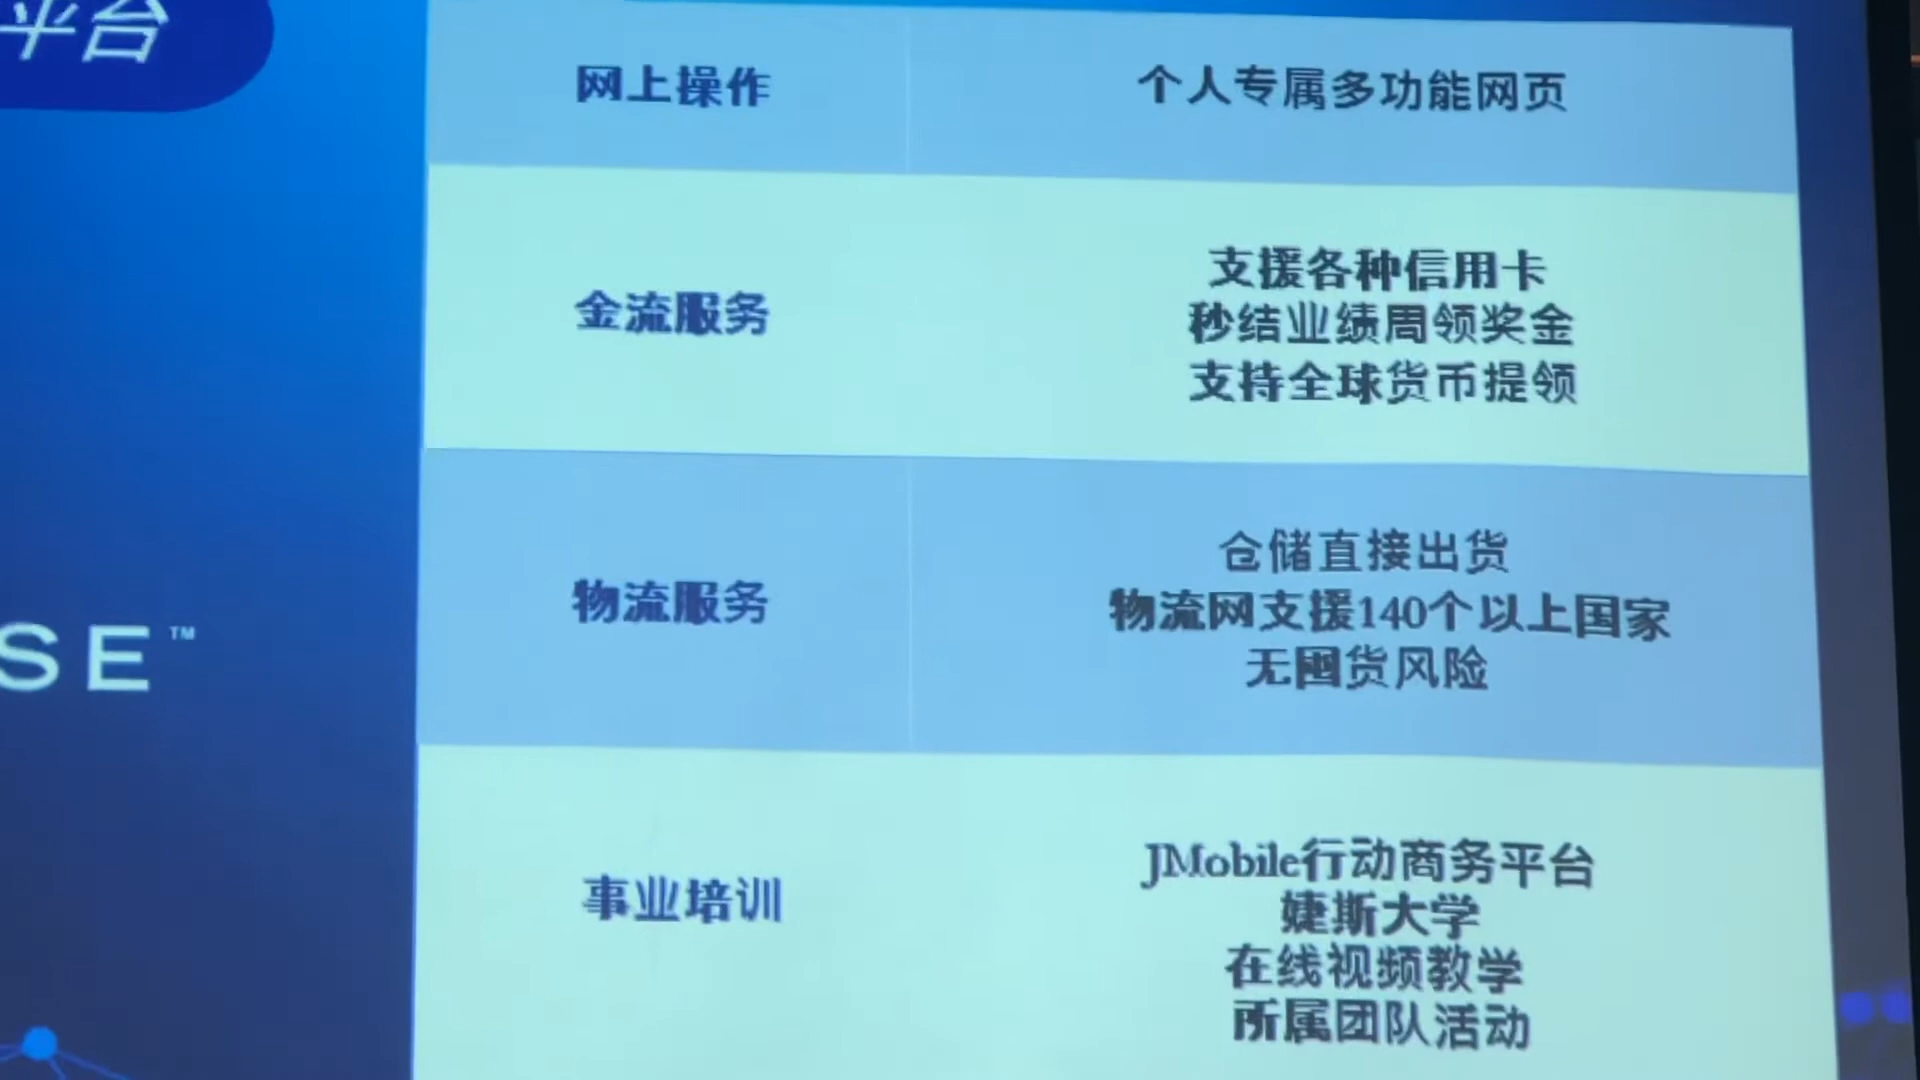 平台
网上操作
个人专属多功能网页
金流服务
支援各种信用卡
秒结业绩周领奖金
支持全球货币提领
物流服务
仓储直接出货
物流网支援140个以上国家
无囤货风险
SE™
事业培训
JMobile行动商务平台
婕斯大学
在线视频教学
所属团队活动